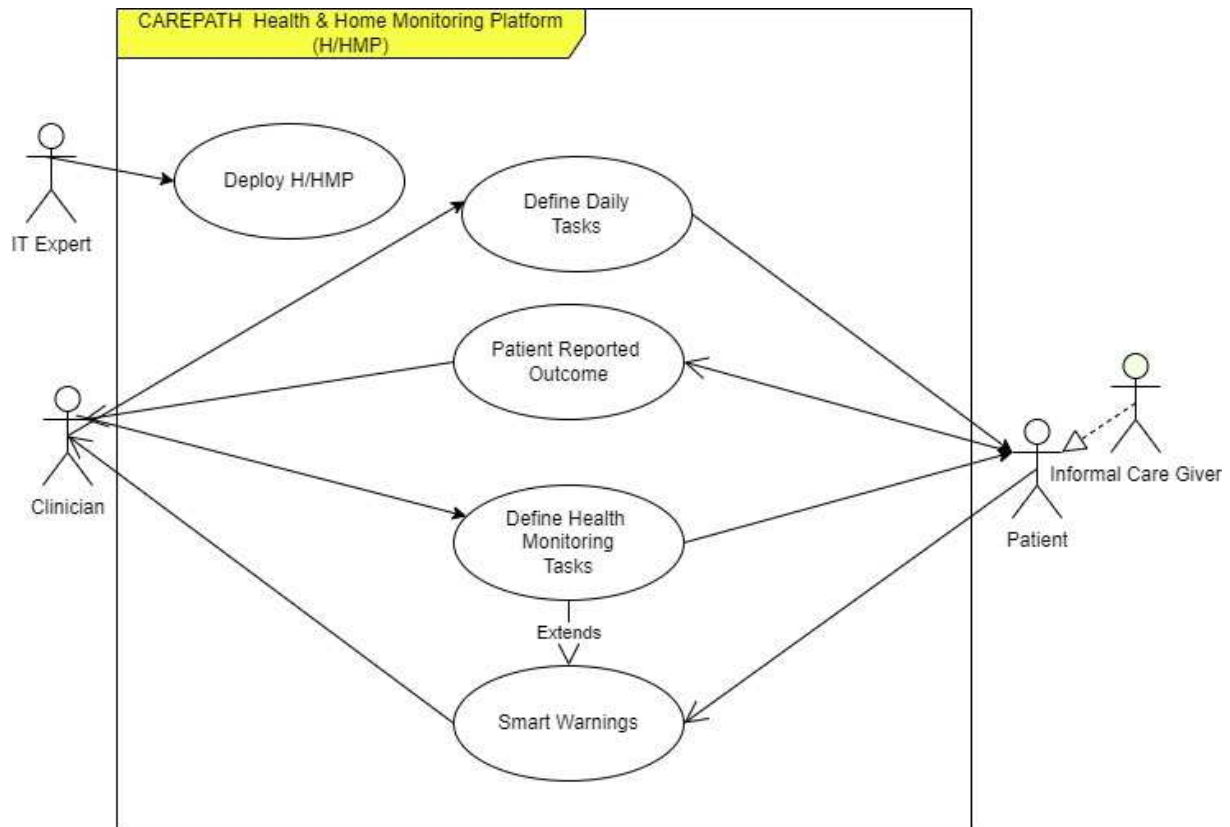 CAREPATH Health & Home Monitoring Platform
(H/HMP)
Deploy H/HMP
IT Expert
Define Daily
Tasks
Patient Reported
Outcome
Clinician
Informal Care Giver
Patient
Define Health
Monitoring
Tasks
Extends
Smart Warnings